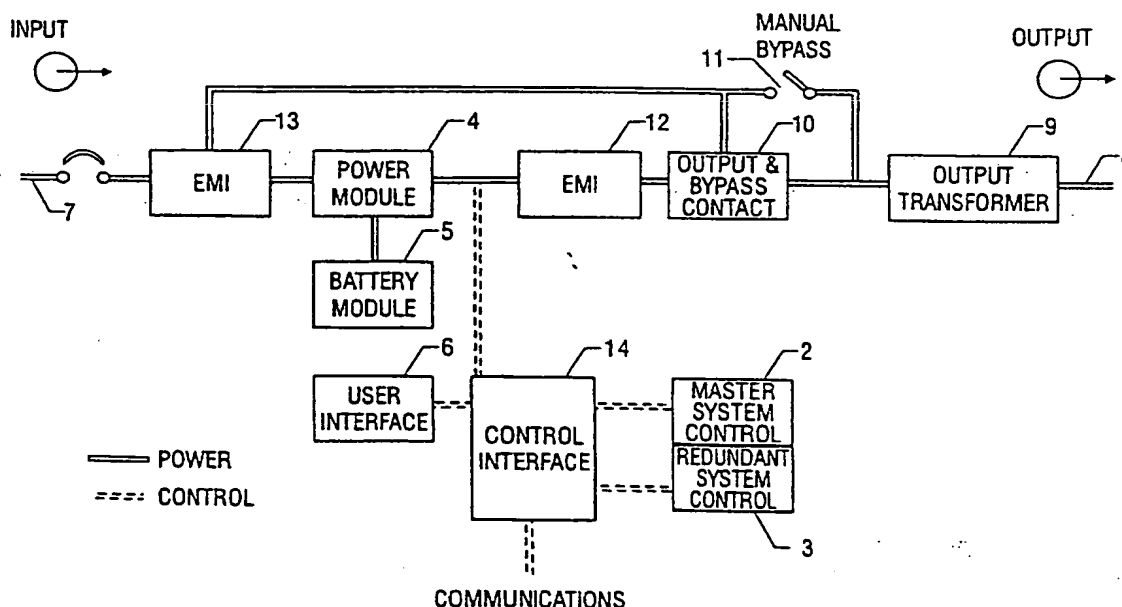 INPUT
MANUAL
BYPASS
OUTPUT
11
13
4
12
10
9
EMI
POWER
MODULE
EMI
OUTPUT &
BYPASS
CONTACT
OUTPUT
TRANSFORMER
7
5
BATTERY
MODULE
6
14
2
USER
INTERFACE
CONTROL
INTERFACE
MASTER
SYSTEM
CONTROL
REDUNDANT
SYSTEM
CONTROL
POWER
CONTROL
3
COMMUNICATIONS